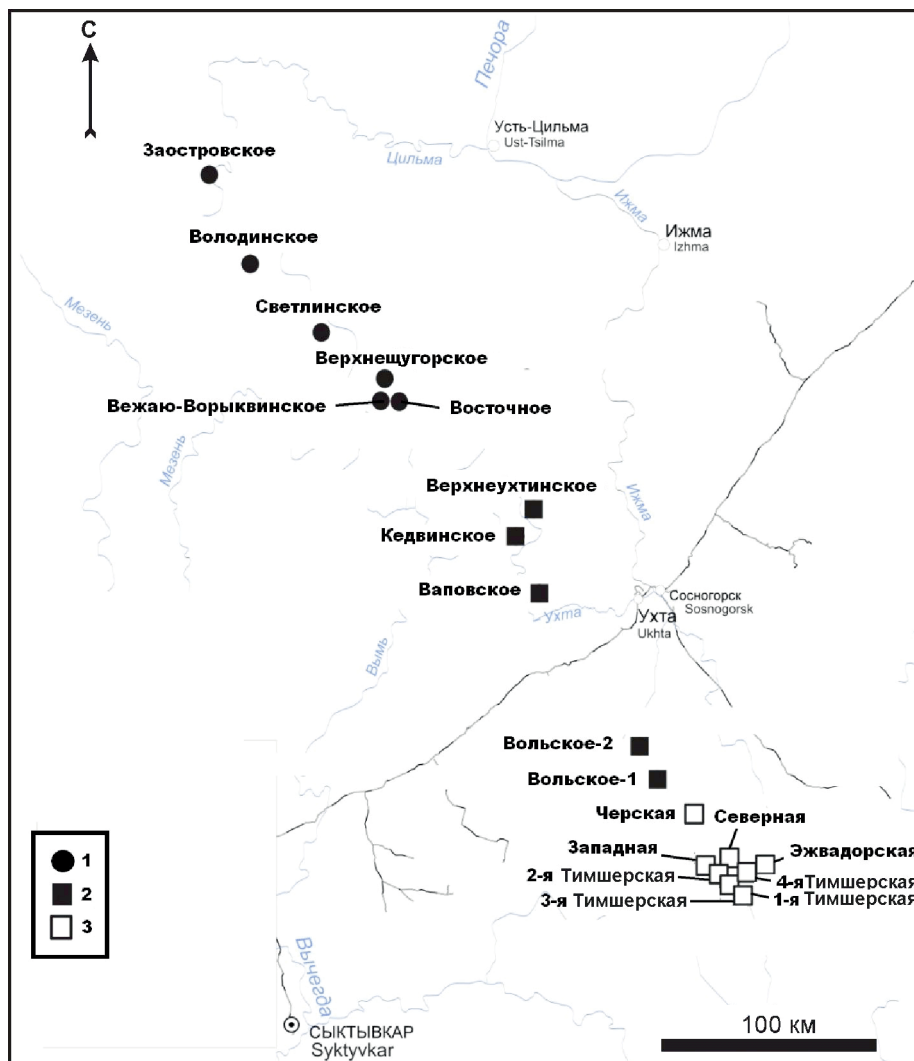 С
Печора
Усть-Цильма
Ust-Tsilma
Цильма
Заостровское
Ижма
Ижма
Izhma
Володинское
Мезень
Светлинское
Верхнещугорское
Вежаю-Ворыквинское
Восточное
Мезень
Верхнеухтинское
Ижма
Кедвинское
Ваповское
Сосногорск
Sosnogorsk
Ухта
Ухта
Ukhta
Вымь
Вольское-2
Вольское-1
Черская
Северная
Западная
Эжвадорская
2-я Тимшерская
4-я Тимшерская
3-я Тимшерская
1-я Тимшерская
1
2
3
Вычегда
СЫКТЫВКАР
Syktyvkar
100 км